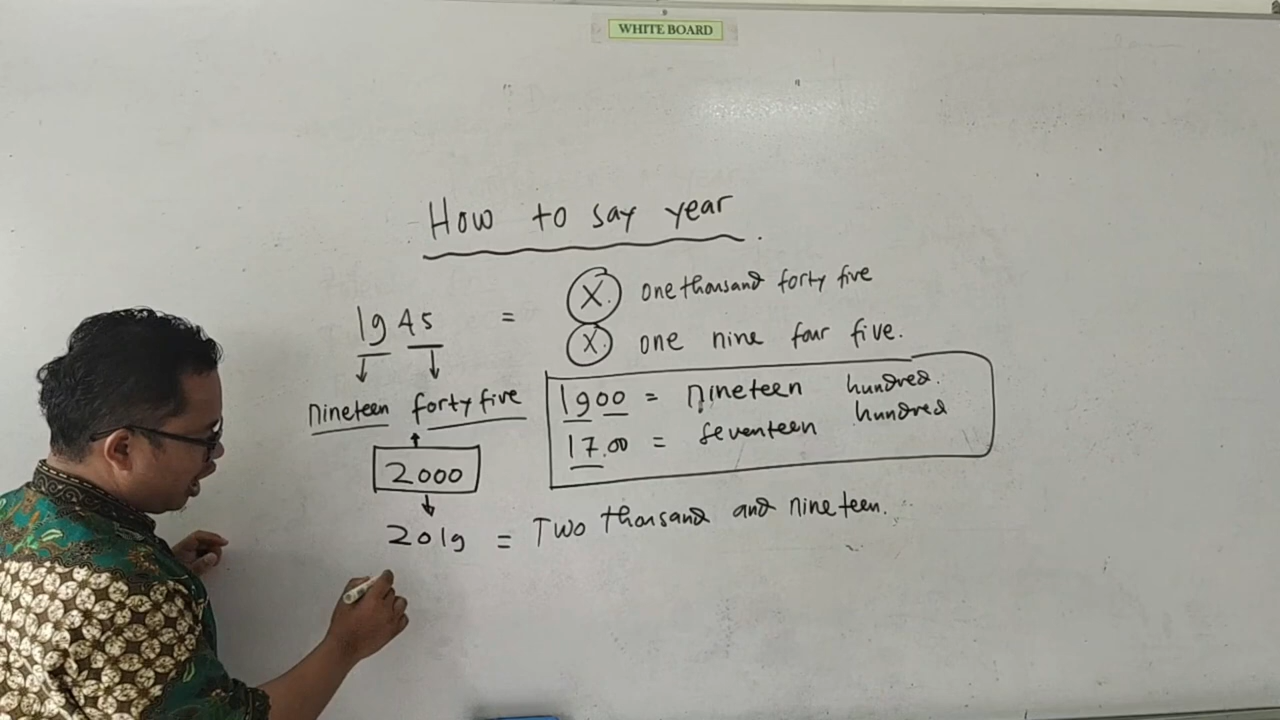 WHITE BOARD
How to say year.
1945 = X. one thousand forty five
X. one nine four five.
nineteen forty five
1900 = nineteen hundred.
17.00 = seventeen hundred
2000
2019 = Two thousand and nineteen.